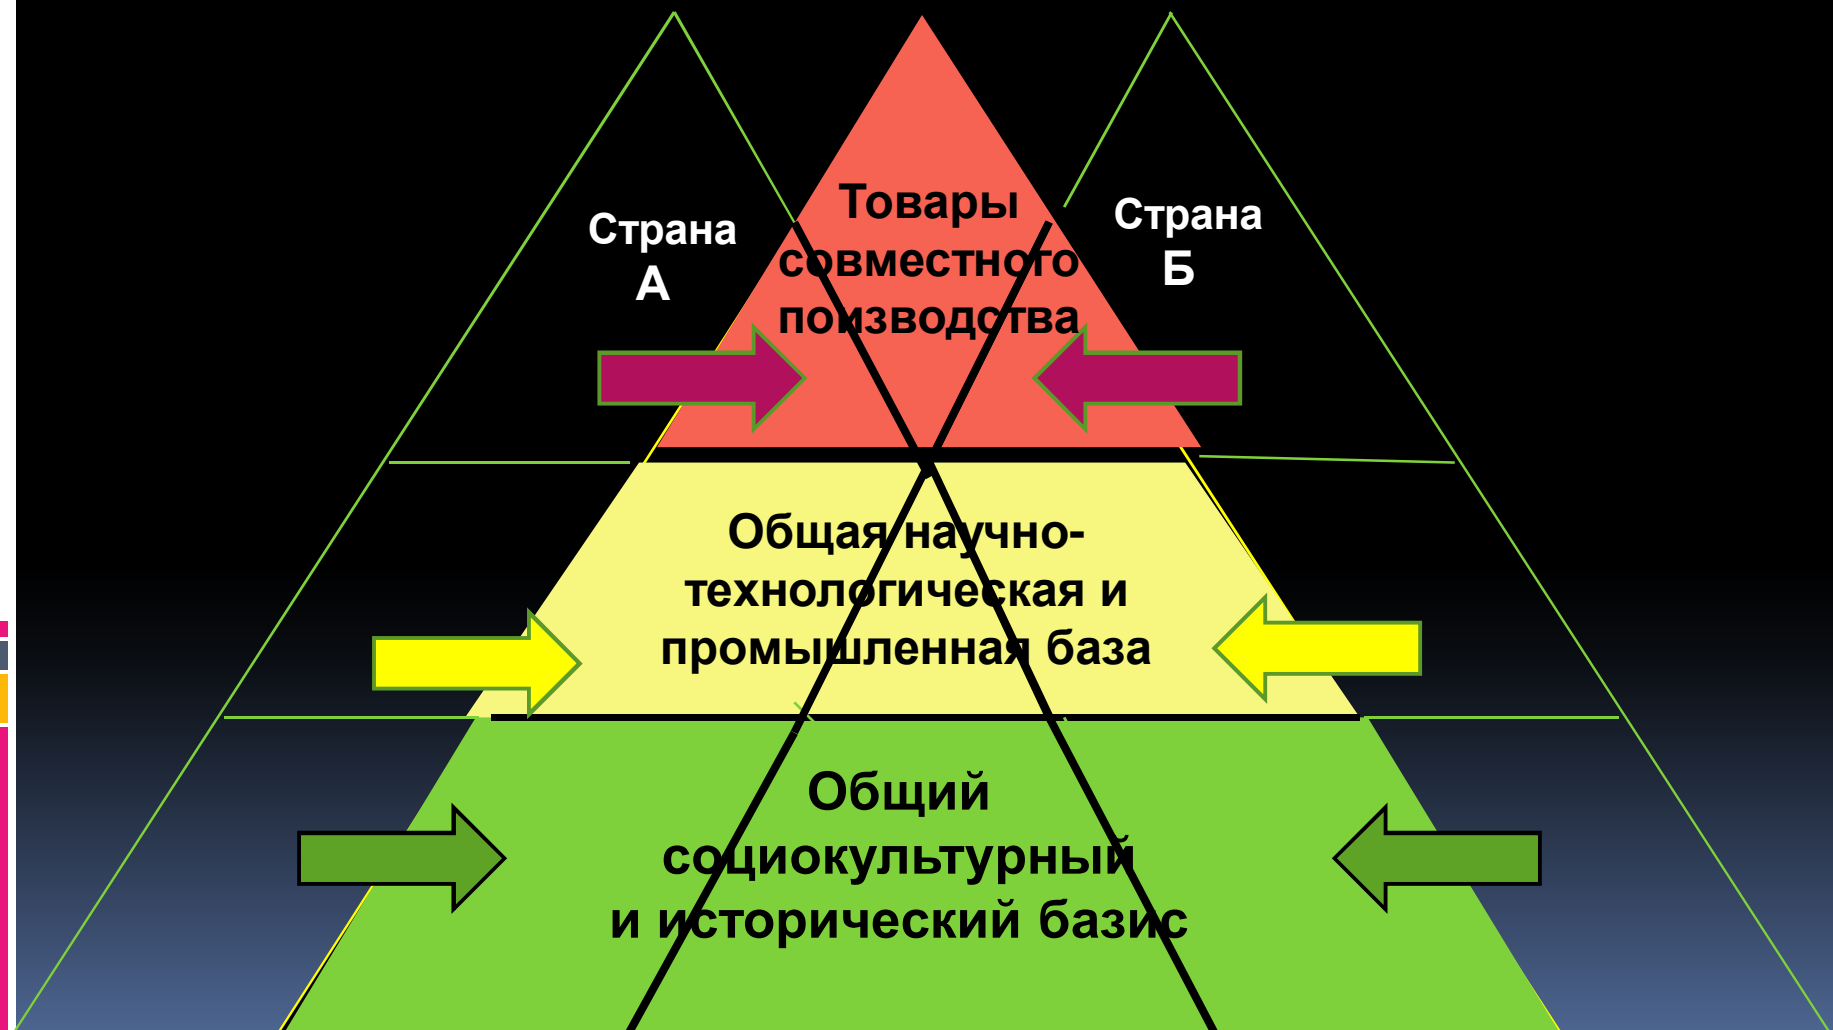 Страна
А
Товары
совместного
поизводства
Страна
Б
Общая научно-
технологическая и
промышленная база
Общий
социокультурный
и исторический базис